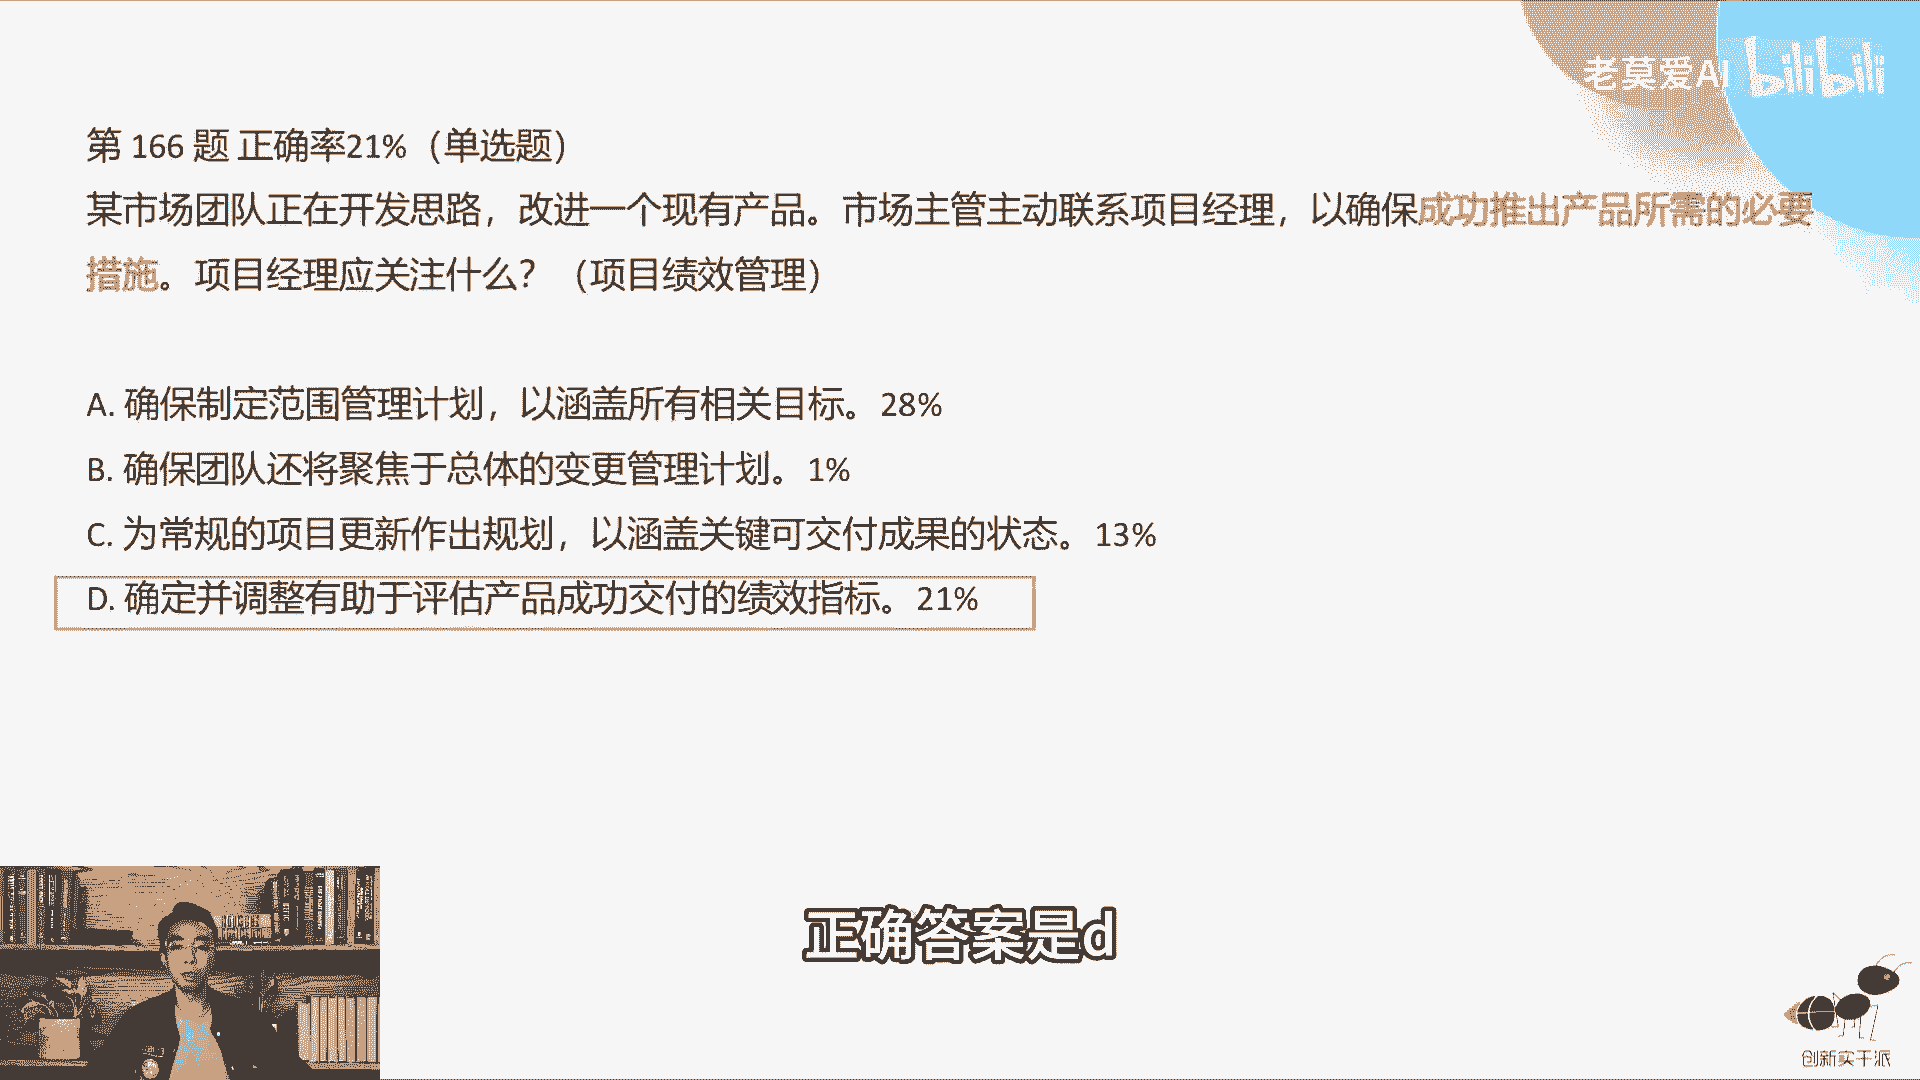 老莫爱AI bilibili
第 166 题 正确率21%（单选题）
某市场团队正在开发思路，改进一个现有产品。市场主管主动联系项目经理，以确保成功推出产品所需的必要
措施。项目经理应关注什么？（项目绩效管理）
A. 确保制定范围管理计划，以涵盖所有相关目标。28%
B. 确保团队还将聚焦于总体的变更管理计划。1%
C. 为常规的项目更新作出规划，以涵盖关键可交付成果的状态。13%
D. 确定并调整有助于评估产品成功交付的绩效指标。21%
正确答案是d
创新实干派